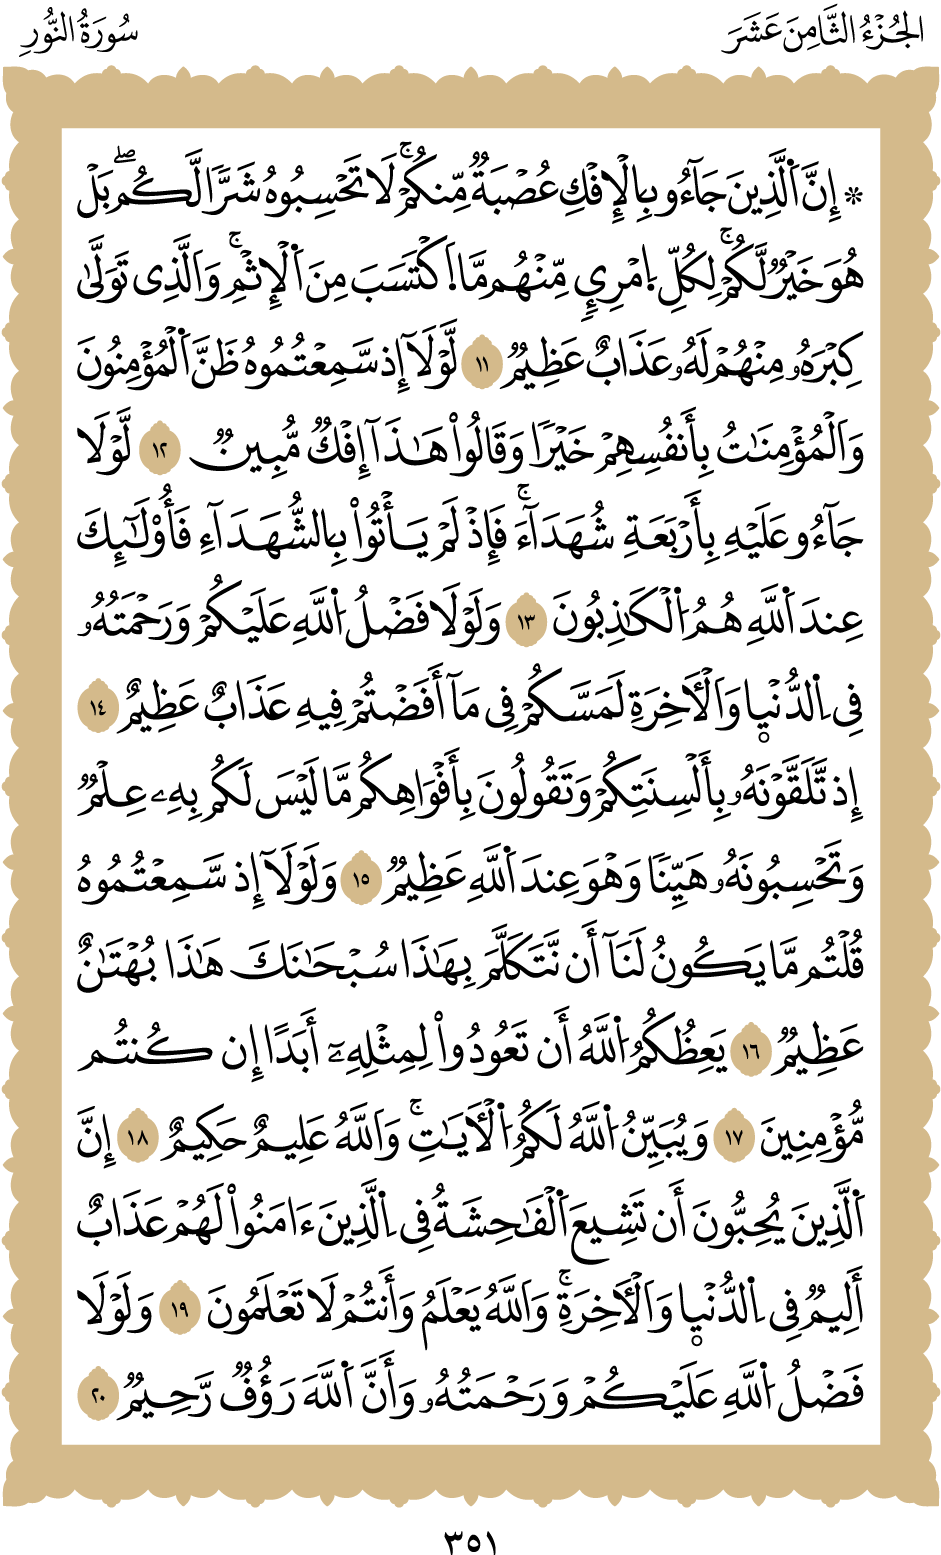 الجُزْءُ الثَّامِنَ عَشَرَ
سُورَةُ النُّورِ
۞ إِنَّ ٱلَّذِينَ جَآءُو بِٱلْإِفْكِ عُصْبَةٌ مِّنكُمْۚ لَا تَحْسِبُوهُ شَرًّا لَّكُمۖ بَلْ
هُوَ خَيْرٌ لَّكُمْۚ لِكُلِّ ٱمْرِيٕٖ مِّنْهُم مَّا ٱكْتَسَبَ مِنَ ٱلْإِثْمِۚ وَٱلَّذِى تَوَلَّىٰ
كِبْرَهُۥ مِنْهُمْ لَهُۥ عَذَابٌ عَظِيمٌ ١١ لَّوْلَآ إِذ سَّمِعْتُمُوهُ ظَنَّ ٱلْمُؤْمِنُونَ
وَٱلْمُؤْمِنَٰتُ بِأَنفُسِهِمْ خَيْرًا وَقَالُوا۟ هَٰذَآ إِفْكٌ مُّبِينٌ ١٢ لَّوْلَا
جَآءُو عَلَيْهِ بِأَرْبَعَةِ شُهَدَآءَۚ فَإِذْ لَمْ يَأْتُوا۟ بِٱلشُّهَدَآءِ فَأُو۟لَٰٓئِكَ
عِندَ ٱللَّهِ هُمُ ٱلْكَٰذِبُونَ ١٣ وَلَوْلَا فَضْلُ ٱللَّهِ عَلَيْكُمْ وَرَحْمَتُهُۥ
فِى ٱلدُّنْيا وَٱلْأَخِرَةِ لَمَسَّكُمْ فِى مَآ أَفَضْتُمْ فِيهِ عَذَابٌ عَظِيمٌ ١٤
إِذ تَّلَقَّوْنَهُۥ بِأَلْسِنَتِكُمْ وَتَقُولُونَ بِأَفْوَاهِكُم مَّا لَيْسَ لَكُم بِهِۦ عِلْمٌ
وَتَحْسِبُونَهُۥ هَيِّنًا وَهْوَ عِندَ ٱللَّهِ عَظِيمٌ ١٥ وَلَوْلَآ إِذ سَّمِعْتُمُوهُ
قُلْتُم مَّا يَكُونُ لَنَآ أَن نَّتَكَلَّمَ بِهَٰذَا سُبْحَٰنَكَ هَٰذَا بُهْتَٰنٌ
عَظِيمٌ ١٦ يَعِظُكُمُ ٱللَّهُ أَن تَعُودُوا۟ لِمِثْلِهِۦٓ أَبَدًا إِن كُنتُم
مُّؤْمِنِينَ ١٧ وَيُبَيِّنُ ٱللَّهُ لَكُمُ ٱلْأَيَٰتِۚ وَٱللَّهُ عَلِيمٌ حَكِيمٌ ١٨ إِنَّ
ٱلَّذِينَ يُحِبُّونَ أَن تَشِيعَ ٱلْفَٰحِشَةُ فِى ٱلَّذِينَ ءَامَنُوا۟ لَهُمْ عَذَابٌ
أَلِيمٌ فِى ٱلدُّنْيا وَٱلْأَخِرَةِۚ وَٱللَّهُ يَعْلَمُ وَأَنتُمْ لَا تَعْلَمُونَ ١٩ وَلَوْلَا
فَضْلُ ٱللَّهِ عَلَيْكُمْ وَرَحْمَتُهُۥ وَأَنَّ ٱللَّهَ رَؤُفٌ رَّحِيمٌ ٢٠
٣٥١